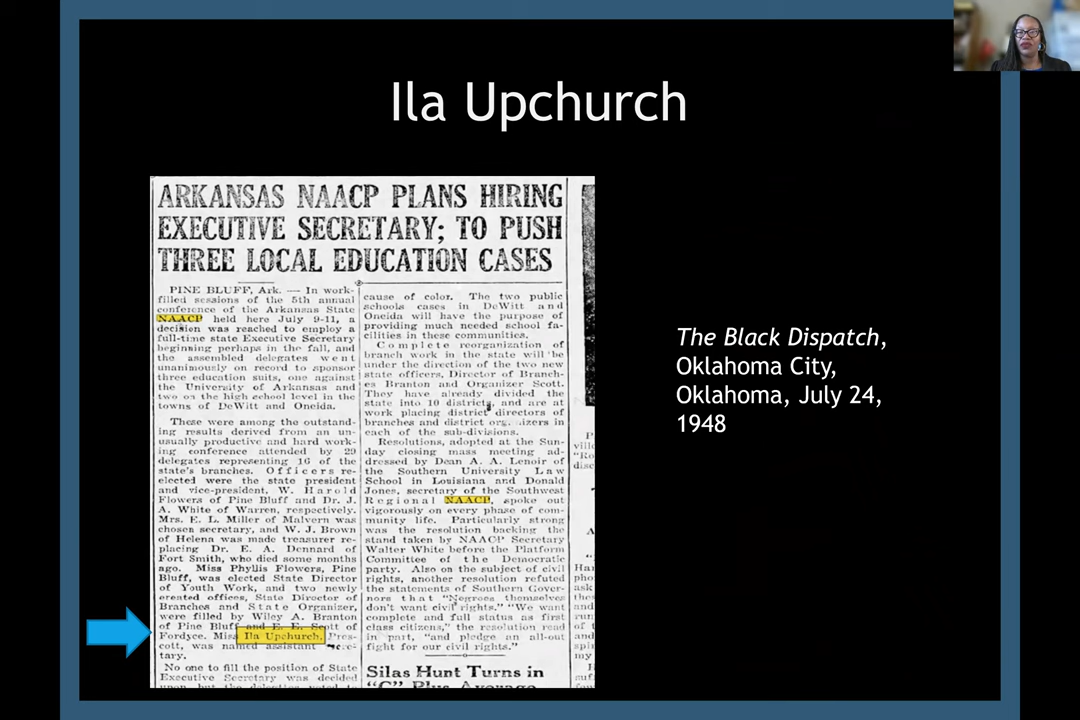 Ila Upchurch
ARKANSAS NAACP PLANS HIRING
EXECUTIVE SECRETARY; TO PUSH
THREE LOCAL EDUCATION CASES
PINE BLUFF, Ark. — In work-
filled sessions of the 5th annual
conference of the Arkansas State
NAACP held here July 9-11, a
decision was reached to employ a
full-time state Executive Secretary
beginning perhaps in the fall, and
the assembled delegates went
unanimously on record to sponsor
three education suits, one against
the University of Arkansas and
two on the high school level in the
towns of DeWitt and Oneida.
These were among the outstand-
ing results derived from an un-
usually productive and hard work-
ing conference attended by 29
delegates representing 16 of the
state's branches. Officers re-
elected were the state president
and vice-president, W. Harold
Flowers of Pine Bluff and Dr. J.
A. White of Warren, respectively.
Mrs. E. L. Miller of Malvern was
chosen secretary, and W. J. Brown
of Helena was made treasurer re-
placing Dr. E. A. Dennard of
Fort Smith, who died some months
ago. Miss Phyllis Flowers, Pine
Bluff, was elected State Director
of Youth Work, and two newly
created offices, State Director of
Branches and State Organizer,
were filled by Wiley A. Branton
of Pine Bluff and E. E. Scott of
Fordyce. Miss Ila Upchurch, Pres-
cott, was named assistant secre-
tary.
No one to fill the position of State
Executive Secretary was decided
cause of color. The two public
schools cases in DeWitt and
Oneida will have the purpose of
providing much needed school fa-
cilities in these communities.
Complete reorganization of
branch work in the state will be
under the direction of the two new
state officers, Director of Branch-
es Branton and Organizer Scott.
They have already divided the
state into 10 districts, and are at
work placing district directors of
branches and district organizers in
each of the sub-divisions.
Resolutions, adopted at the Sun-
day closing mass meeting ad-
dressed by Dean A. A. Lenoir of
the Southern University Law
School in Louisiana and Donald
Jones, secretary of the Southwest
Regional NAACP, spoke out
vigorously on every phase of com-
munity life. Particularly strong
was the resolution backing the
stand taken by NAACP Secretary
Walter White before the Platform
Committee of the Democratic
party. Also on the subject of civil
rights, another resolution refuted
the statements of Southern Gover-
nors that "Negroes themselves
don't want civil rights." "We want
complete and full status as first
class citizens," the resolution read
in part, "and pledge an all-out
fight for our civil rights."
Silas Hunt Turns in
"C" Plus Average
The Black Dispatch,
Oklahoma City,
Oklahoma, July 24,
1948